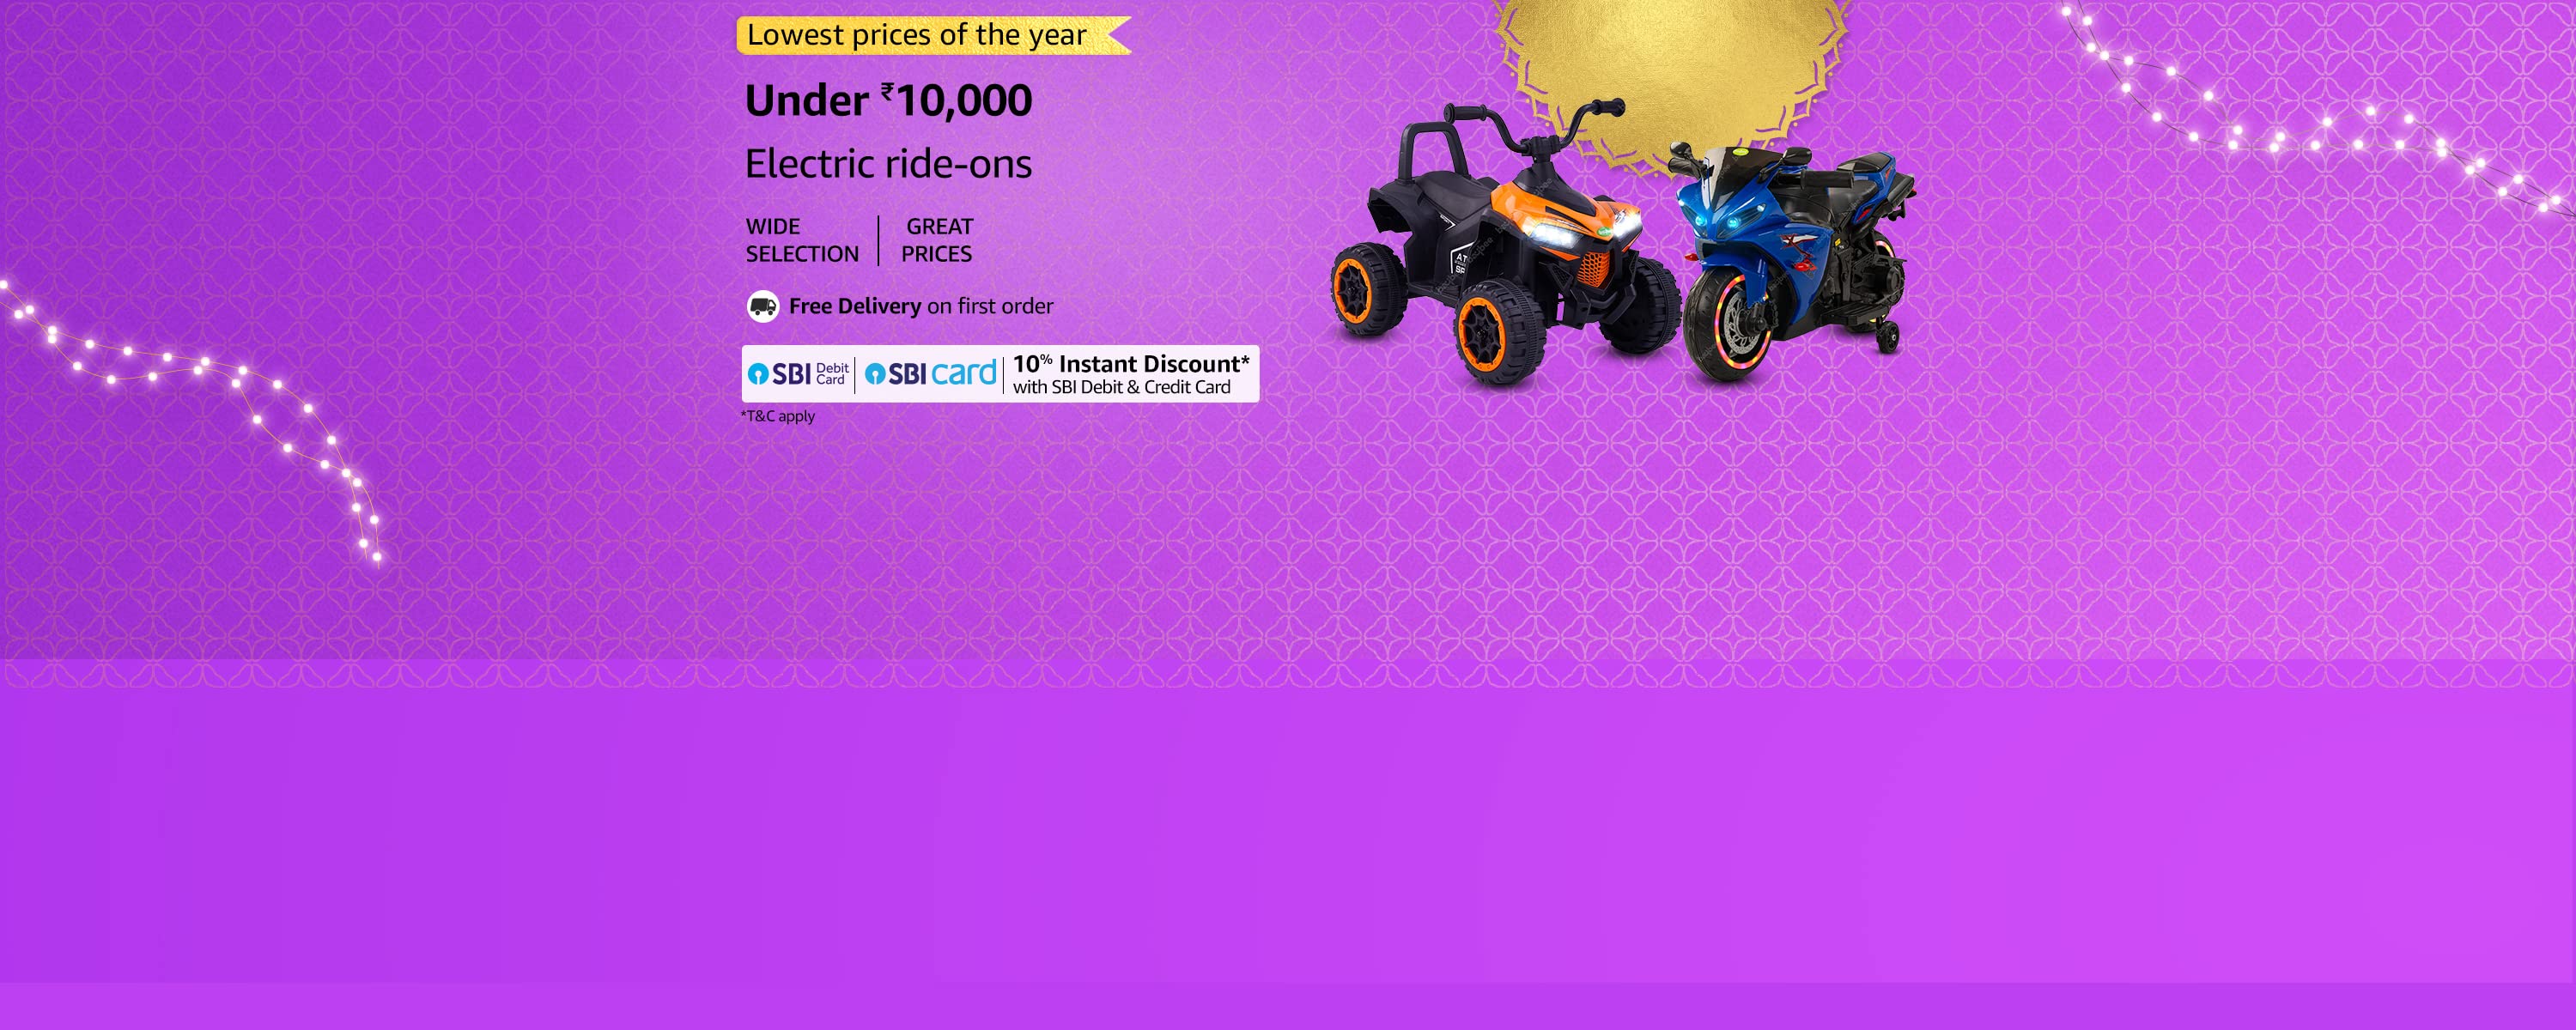 Lowest prices of the year
Under ₹10,000
Electric ride-ons
WIDE SELECTION | GREAT PRICES
Free Delivery on first order
SBI Debit Card | SBI card | 10% Instant Discount*
with SBI Debit & Credit Card
*T&C apply